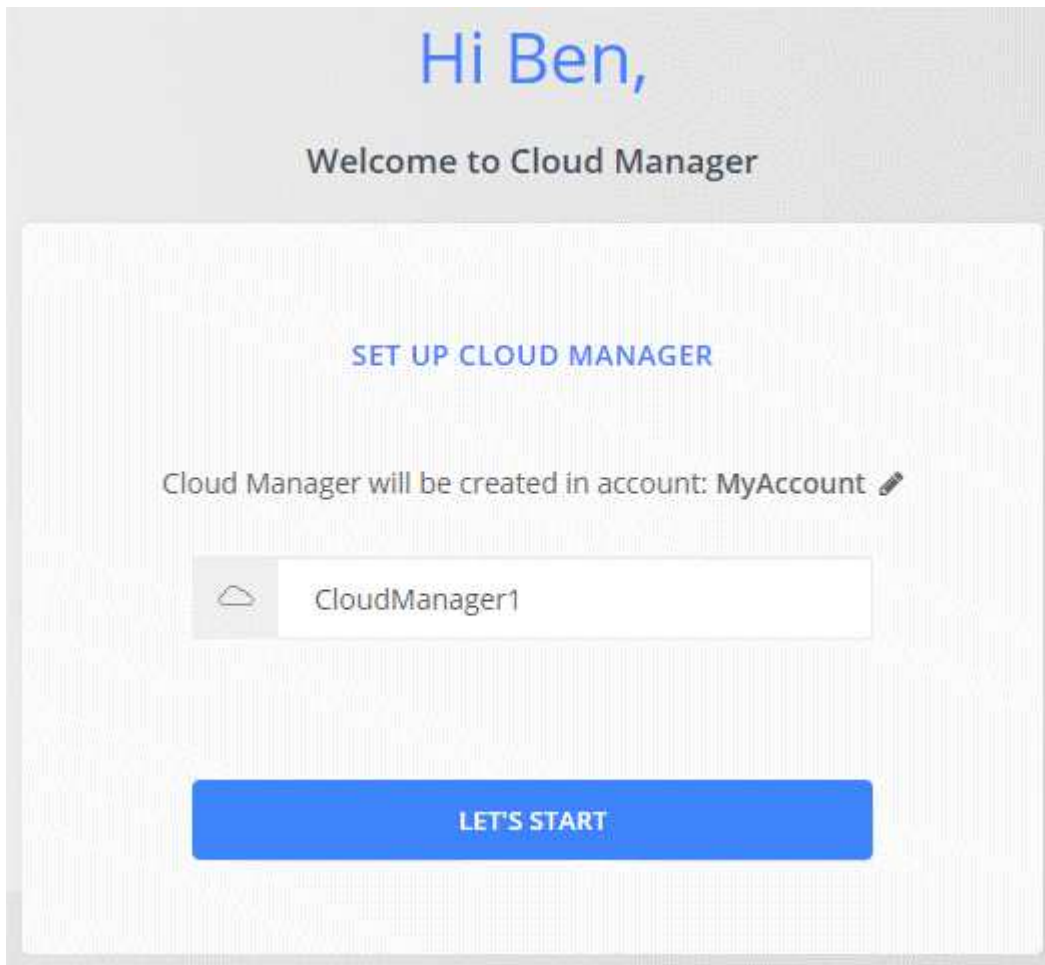 Hi Ben,
Welcome to Cloud Manager
SET UP CLOUD MANAGER
Cloud Manager will be created in account: MyAccount
CloudManager1
LET'S START